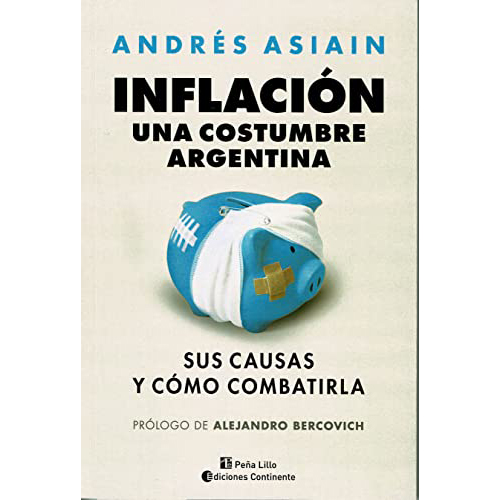 ANDRÉS ASIAIN
INFLACIÓN
UNA COSTUMBRE
ARGENTINA
SUS CAUSAS
Y CÓMO COMBATIRLA
PRÓLOGO DE ALEJANDRO BERCOVICH
Peña Lillo
Ediciones Continente